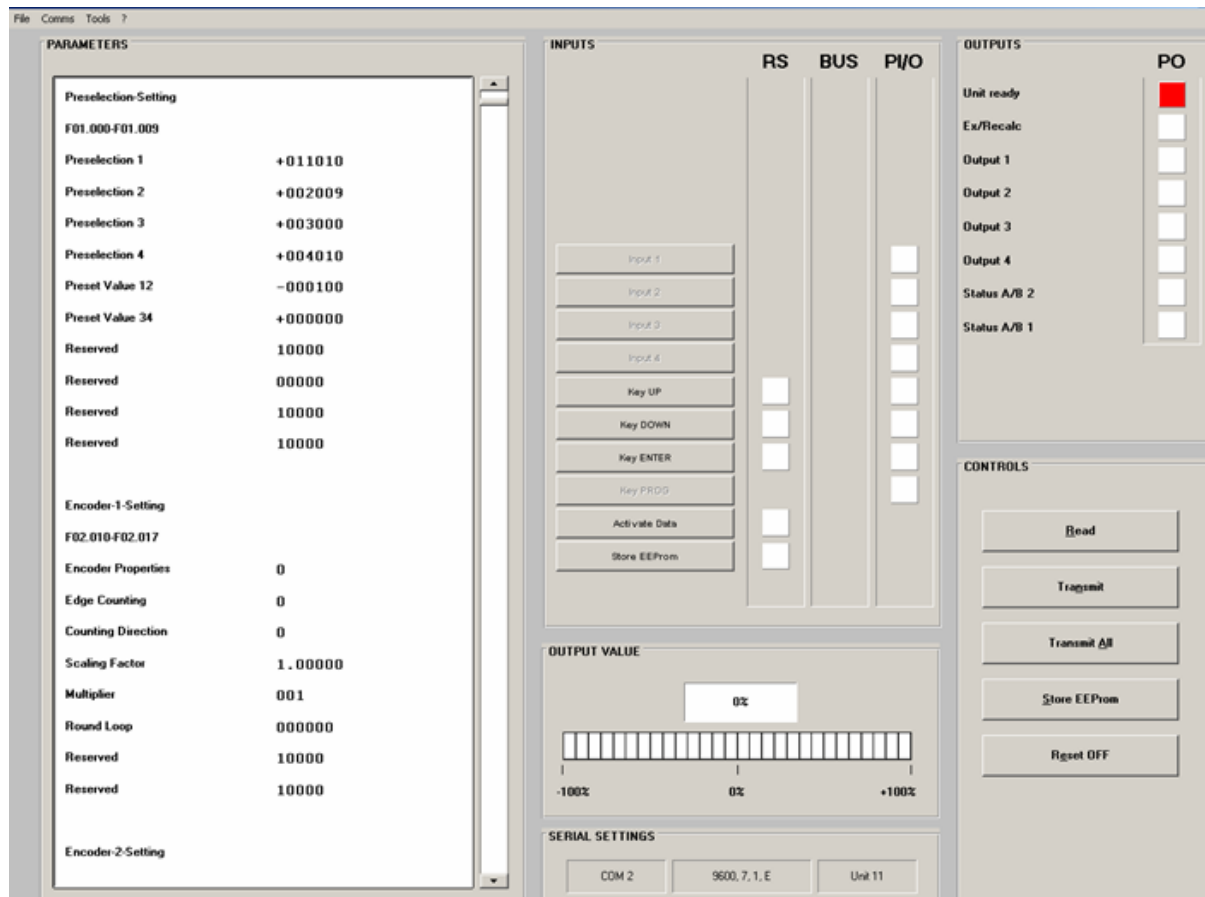 File Comms Tools ?
PARAMETERS
Preselection-Setting
F01.000-F01.009
Preselection 1 +011010
Preselection 2 +002009
Preselection 3 +003000
Preselection 4 +004010
Preset Value 12 -000100
Preset Value 34 +000000
Reserved 10000
Reserved 00000
Reserved 10000
Reserved 10000
Encoder-1-Setting
F02.010-F02.017
Encoder Properties 0
Edge Counting 0
Counting Direction 0
Scaling Factor 1.00000
Multiplier 001
Round Loop 000000
Reserved 10000
Reserved 10000
Encoder-2-Setting
INPUTS
RS BUS PI/O
Input 1
Input 2
Input 3
Input 4
Key UP
Key DOWN
Key ENTER
Key PROG
Activate Data
Store EEProm
OUTPUT VALUE
0%
-100% 0% +100%
SERIAL SETTINGS
COM 2 9600, 7, 1, E Unit 11
OUTPUTS
PO
Unit ready
Ex/Recalc
Output 1
Output 2
Output 3
Output 4
Status A/B 2
Status A/B 1
CONTROLS
Read
Transmit
Transmit All
Store EEProm
Reset OFF